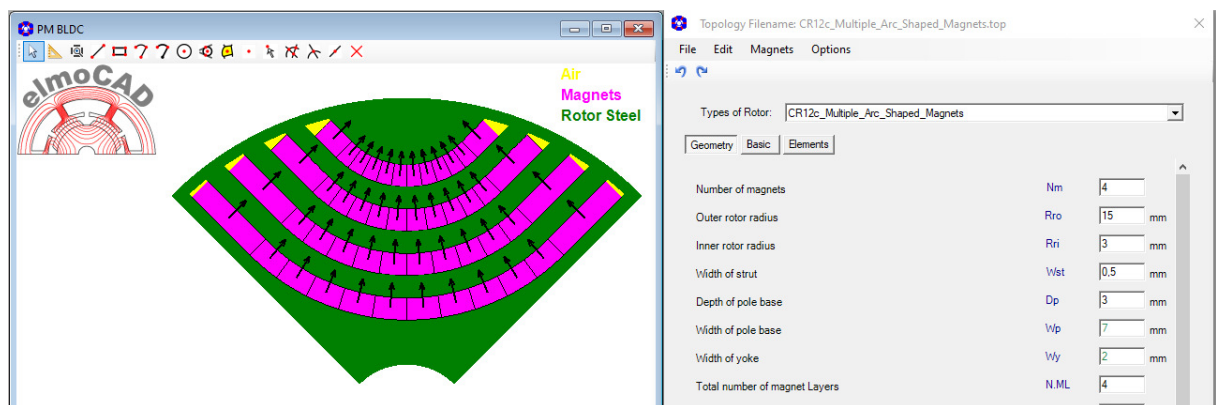 PM BLDC
elmoCAD
Air
Magnets
Rotor Steel
Topology Filename: CR12c_Multiple_Arc_Shaped_Magnets.top
File Edit Magnets Options
Types of Rotor: CR12c_Multiple_Arc_Shaped_Magnets
Geometry Basic Elements
Number of magnets Nm 4
Outer rotor radius Rro 15 mm
Inner rotor radius Rri 3 mm
Width of strut Wst 0,5 mm
Depth of pole base Dp 3 mm
Width of pole base Wp 7 mm
Width of yoke Wy 2 mm
Total number of magnet Layers N.ML 4